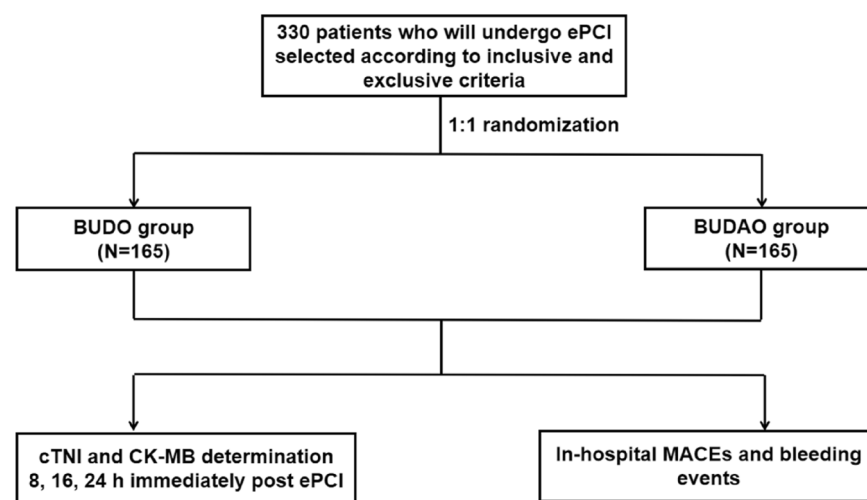 330 patients who will undergo ePCI
selected according to inclusive and
exclusive criteria
1:1 randomization
BUDO group
(N=165)
BUDAO group
(N=165)
cTNI and CK-MB determination
8, 16, 24 h immediately post ePCI
In-hospital MACEs and bleeding
events